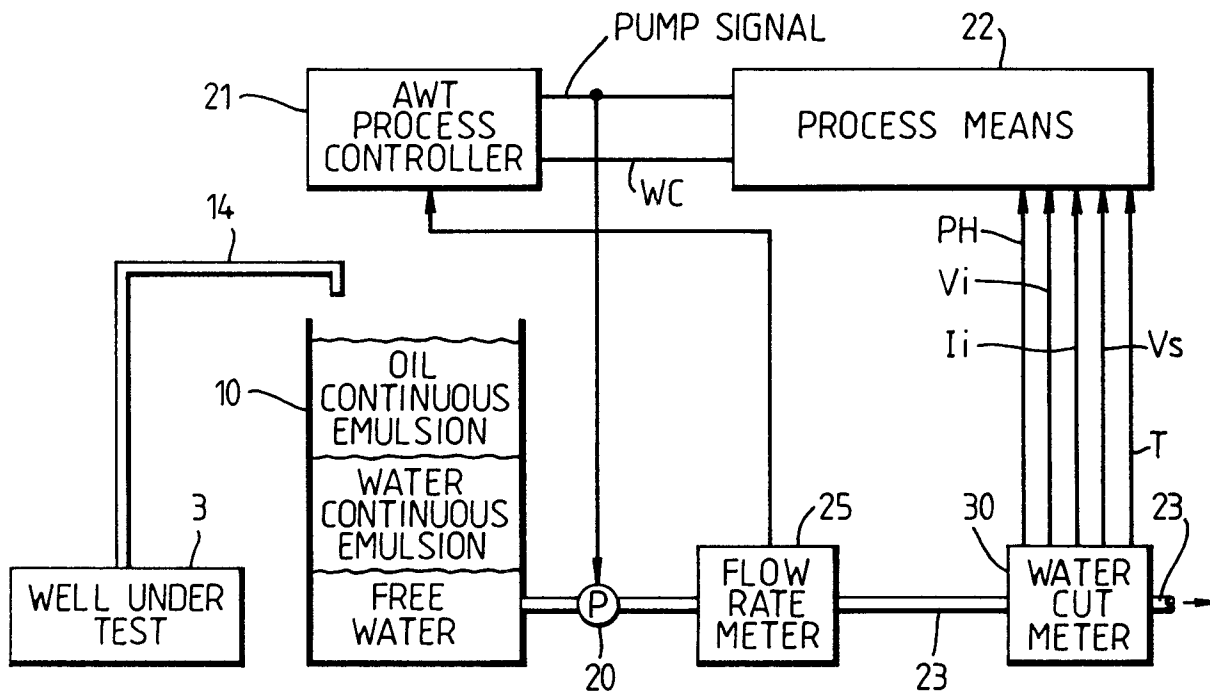 PUMP SIGNAL
22
21
AWT
PROCESS
CONTROLLER
PROCESS MEANS
WC
14
PH
Vi
Ii
Vs
T
10
OIL
CONTINUOUS
EMULSION
WATER
CONTINUOUS
EMULSION
FREE
WATER
3
WELL UNDER
TEST
P
20
25
FLOW
RATE
METER
23
30
WATER
CUT
METER
23